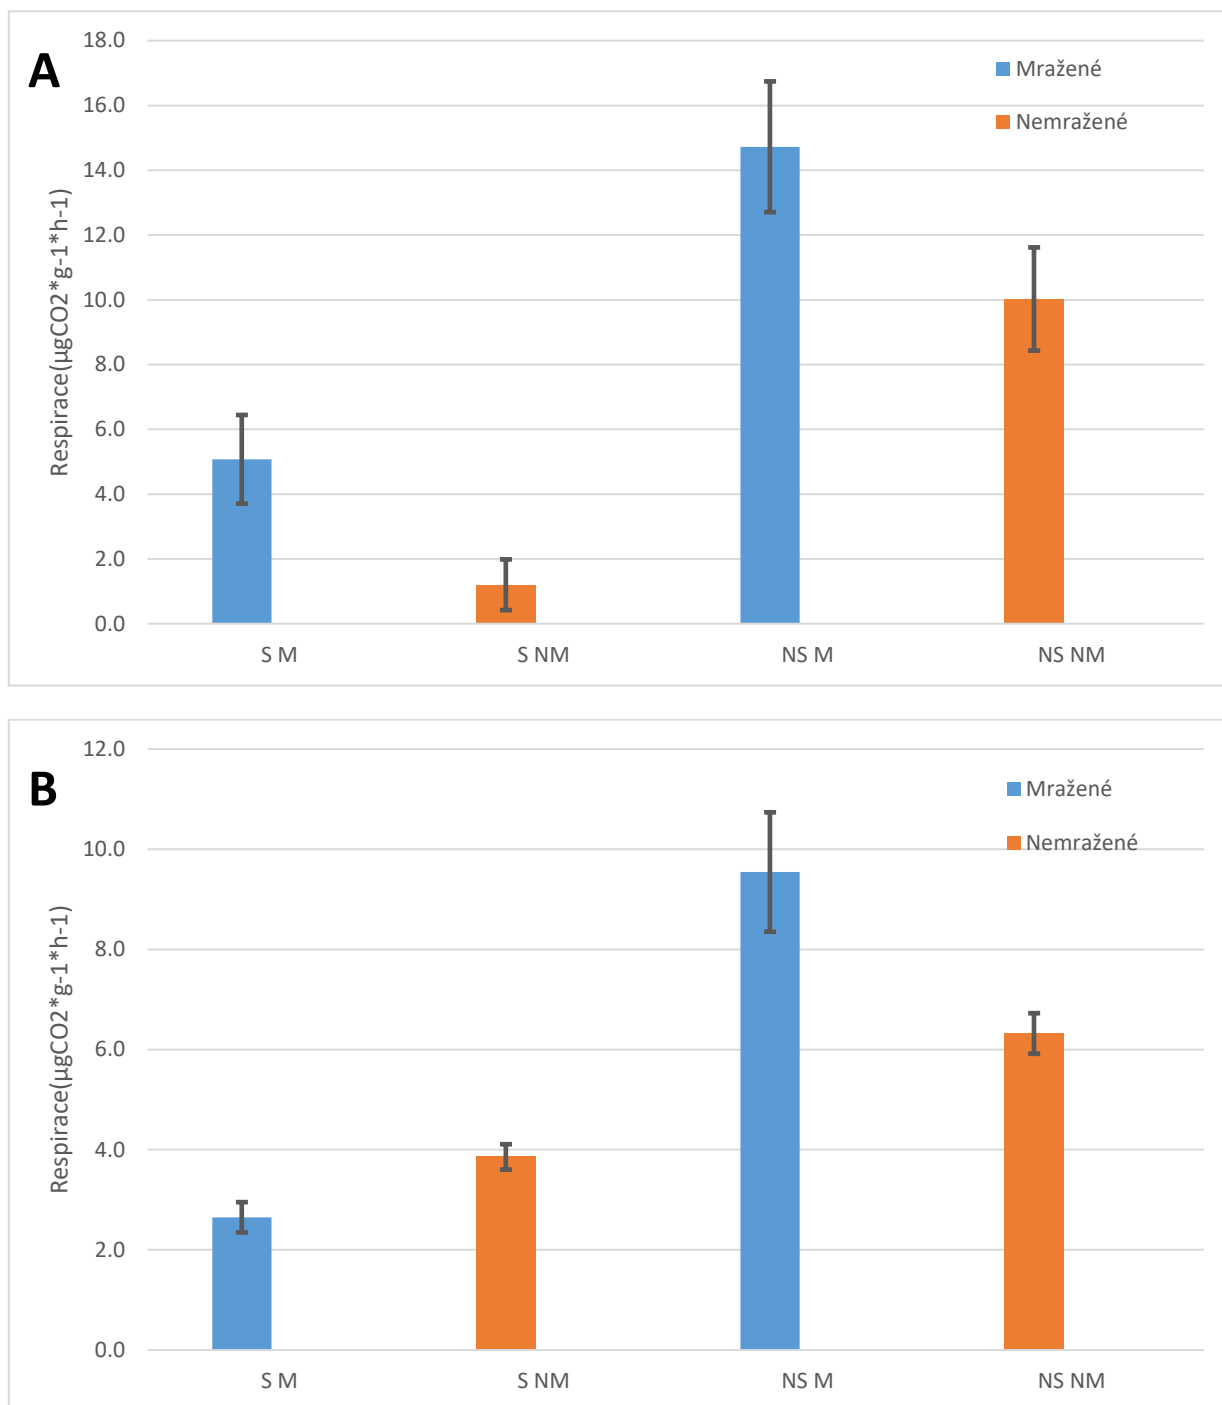 A
18.0
16.0
14.0
12.0
10.0
8.0
6.0
4.0
2.0
0.0
Respirace(µgCO2*g-1*h-1)
Mražené
Nemražené
S M
S NM
NS M
NS NM
B
12.0
10.0
8.0
6.0
4.0
2.0
0.0
Respirace(µgCO2*g-1*h-1)
Mražené
Nemražené
S M
S NM
NS M
NS NM